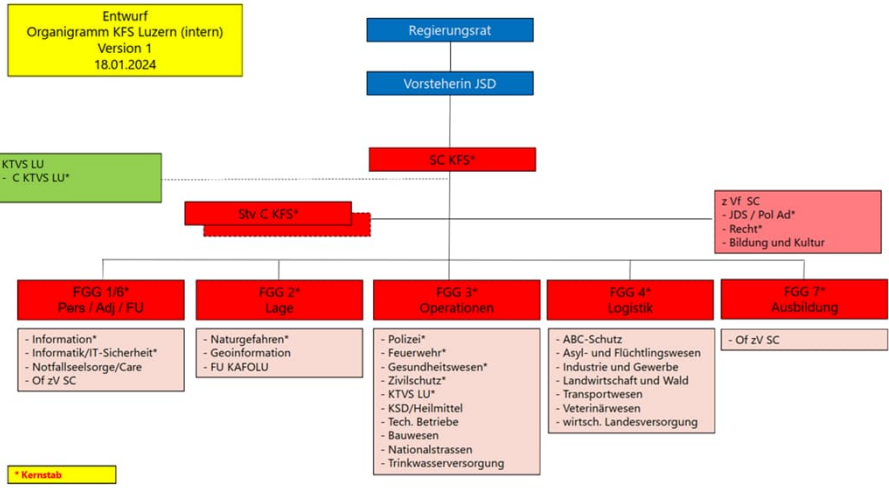 Entwurf
Organigramm KFS Luzern (intern)
Version 1
18.01.2024
Regierungsrat
Vorsteherin JSD
SC KFS*
KTVS LU
- C KTVS LU*
Stv C KFS*
z Vf SC
- JDS / Pol Ad*
- Recht*
- Bildung und Kultur
FGG 1/6*
Pers / Adj / FU
- Information*
- Informatik/IT-Sicherheit*
- Notfallseelsorge/Care
- Of zV SC
FGG 2*
Lage
- Naturgefahren*
- Geoinformation
- FU KAFOLU
FGG 3*
Operationen
- Polizei*
- Feuerwehr*
- Gesundheitswesen*
- Zivilschutz*
- KTVS LU*
- KSD/Heilmittel
- Tech. Betriebe
- Bauwesen
- Nationalstrassen
- Trinkwasserversorgung
FGG 4*
Logistik
- ABC-Schutz
- Asyl- und Flüchtlingswesen
- Industrie und Gewerbe
- Landwirtschaft und Wald
- Transportwesen
- Veterinärwesen
- wirtsch. Landesversorgung
FGG 7*
Ausbildung
- Of zV SC
* Kernstab